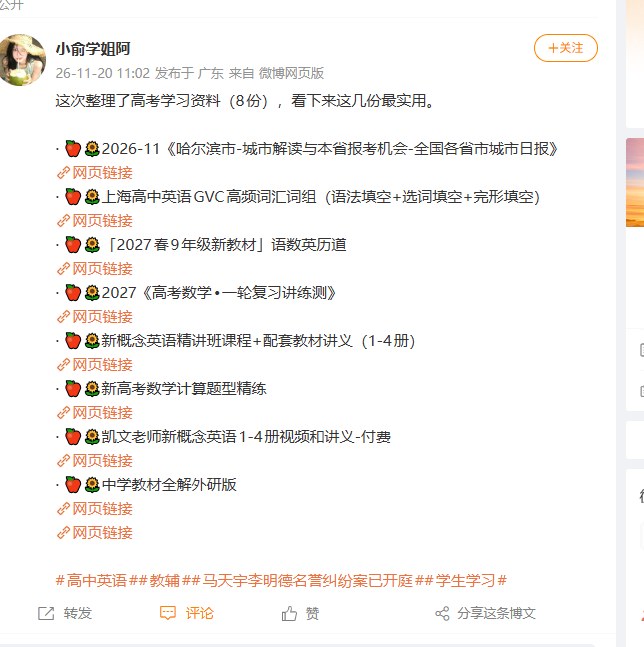 公开
小俞学姐阿
+关注
26-11-20 11:02 发布于 广东 来自 微博网页版
这次整理了高考学习资料（8份），看下来这几份最实用。
· 🍎🌻2026-11《哈尔滨市-城市解读与本省报考机会-全国各省市城市日报》
网页链接
· 🍎🌻上海高中英语GVC高频词汇词组（语法填空+选词填空+完形填空）
网页链接
· 🍎🌻「2027春9年级新教材」语数英历道
网页链接
· 🍎🌻2027《高考数学•一轮复习讲练测》
网页链接
· 🍎🌻新概念英语精讲班课程+配套教材讲义（1-4册）
网页链接
· 🍎🌻新高考数学计算题型精练
网页链接
· 🍎🌻凯文老师新概念英语1-4册视频和讲义-付费
网页链接
· 🍎🌻中学教材全解外研版
网页链接
网页链接
#高中英语##教辅##马天宇李明德名誉纠纷案已开庭##学生学习#
转发 评论 赞 分享这条博文